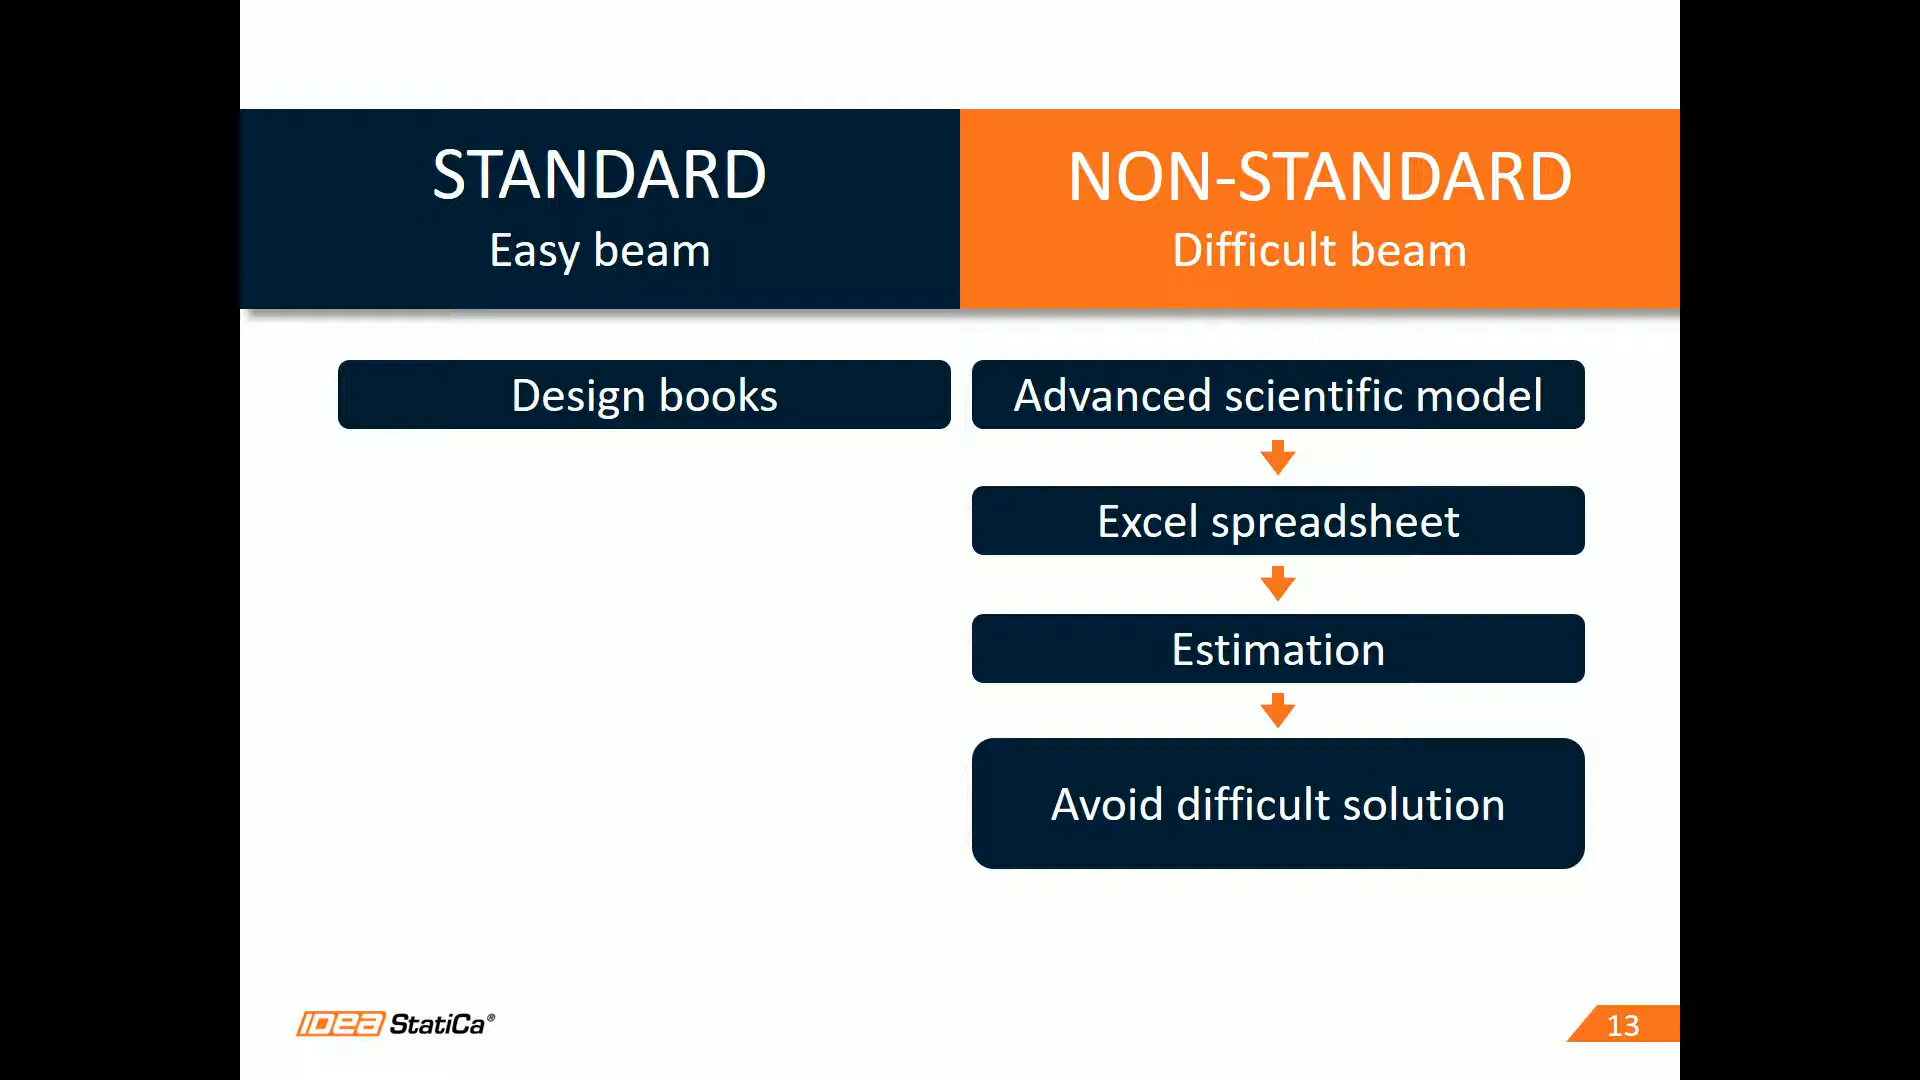 STANDARD
Easy beam
NON-STANDARD
Difficult beam
Design books
Advanced scientific model
Excel spreadsheet
Estimation
Avoid difficult solution
IDEA StatiCa®
13